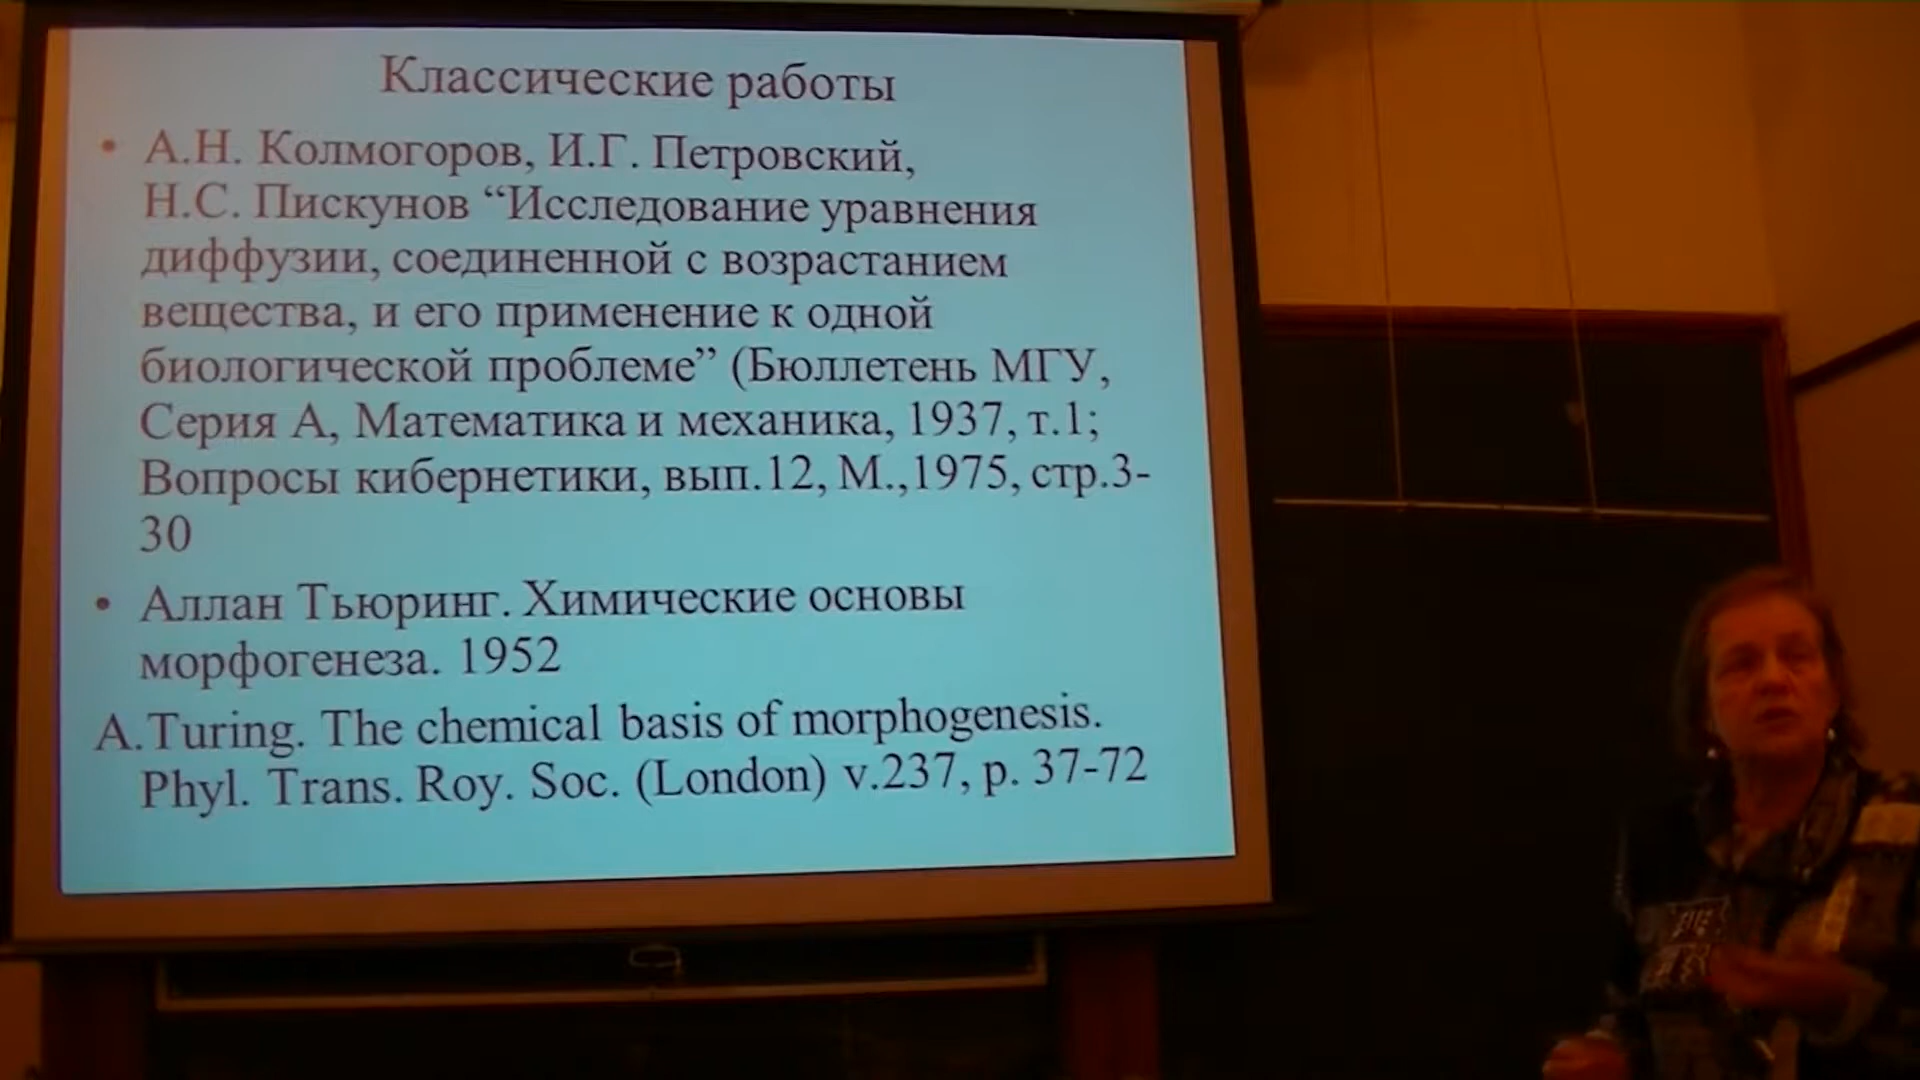 Классические работы
• А.Н. Колмогоров, И.Г. Петровский,
Н.С. Пискунов “Исследование уравнения
диффузии, соединенной с возрастанием
вещества, и его применение к одной
биологической проблеме” (Бюллетень МГУ,
Серия А, Математика и механика, 1937, т.1;
Вопросы кибернетики, вып.12, М.,1975, стр.3-
30
• Аллан Тьюринг. Химические основы
морфогенеза. 1952
A.Turing. The chemical basis of morphogenesis.
Phyl. Trans. Roy. Soc. (London) v.237, p. 37-72